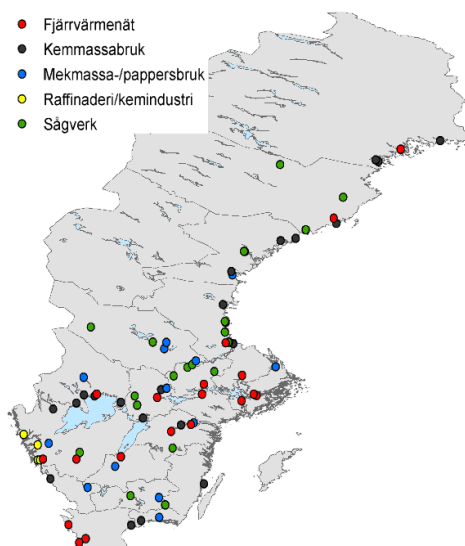 Fjärrvärmenät
Kemmassabruk
Mekmassa-/pappersbruk
Raffinaderi/kemindustri
Sågverk